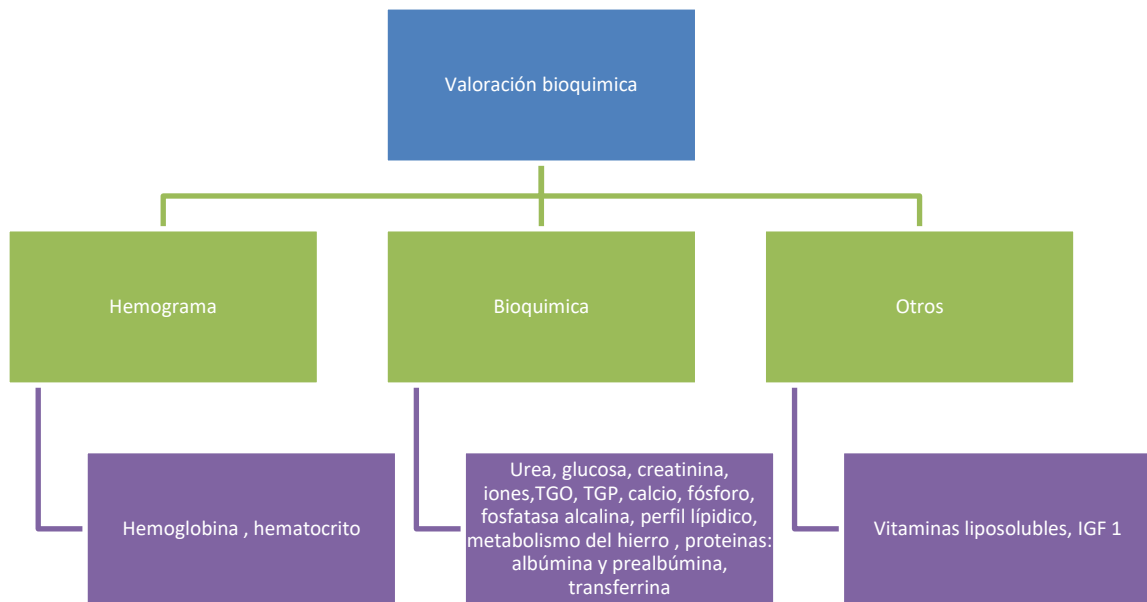 Valoración bioquimica
Hemograma
Bioquimica
Otros
Hemoglobina , hematocrito
Urea, glucosa, creatinina,
iones,TGO, TGP, calcio, fósforo,
fosfatasa alcalina, perfil lípidico,
metabolismo del hierro , proteinas:
albúmina y prealbúmina,
transferrina
Vitaminas liposolubles, IGF 1